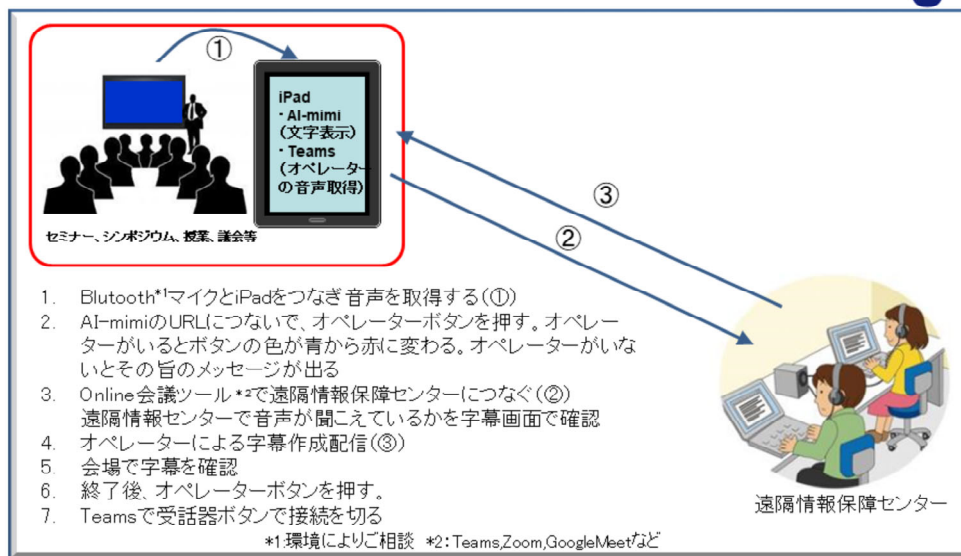 ①
iPad
・AI-mimi
(文字表示)
・Teams
(オペレーター
の音声取得)
セミナー、シンポジウム、授業、議会等
③
②
1. Blutooth*1マイクとiPadをつなぎ音声を取得する(①)
2. AI-mimiのURLにつないで、オペレーターボタンを押す。オペレー
ターがいるとボタンの色が青から赤に変わる。オペレーターがいな
いとその旨のメッセージが出る
3. Online会議ツール*2で遠隔情報保障センターにつなぐ(②)
遠隔情報センターで音声が聞こえているかを字幕画面で確認
4. オペレーターによる字幕作成配信(③)
5. 会場で字幕を確認
6. 終了後、オペレーターボタンを押す。
7. Teamsで受話器ボタンで接続を切る
*1:環境によりご相談 *2:Teams,Zoom,GoogleMeetなど
遠隔情報保障センター